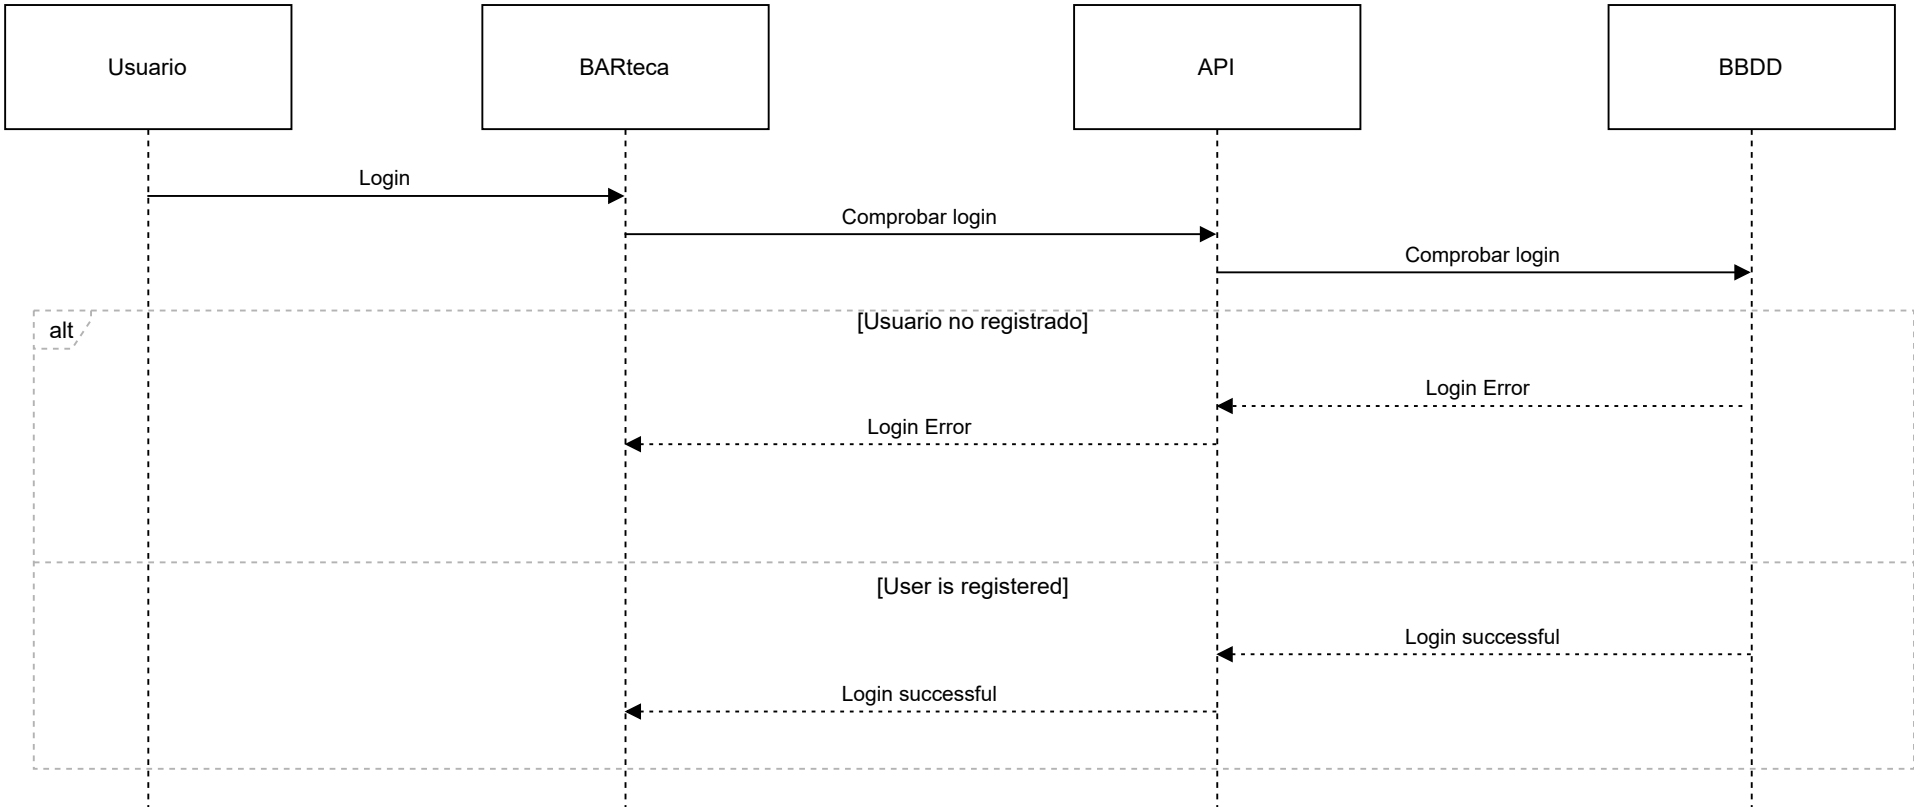 Usuario
BARteca
API
BBDD
Login
Comprobar login
Comprobar login
alt
[Usuario no registrado]
Login Error
Login Error
[User is registered]
Login successful
Login successful